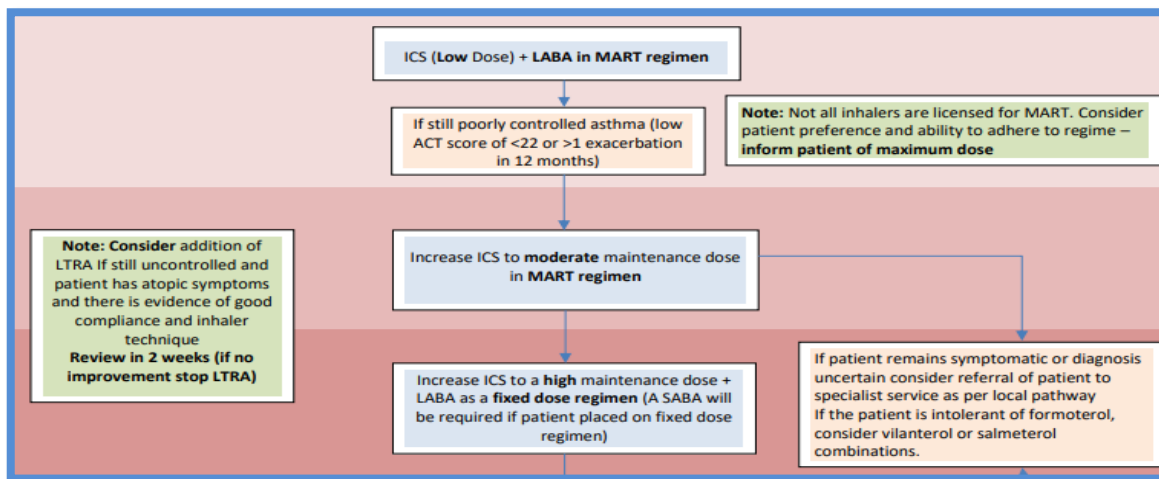 ICS (Low Dose) + LABA in MART regimen
If still poorly controlled asthma (low
ACT score of <22 or >1 exacerbation
in 12 months)
Note: Not all inhalers are licensed for MART. Consider
patient preference and ability to adhere to regime –
inform patient of maximum dose
Note: Consider addition of
LTRA If still uncontrolled and
patient has atopic symptoms
and there is evidence of good
compliance and inhaler
technique
Review in 2 weeks (if no
improvement stop LTRA)
Increase ICS to moderate maintenance dose
in MART regimen
Increase ICS to a high maintenance dose +
LABA as a fixed dose regimen (A SABA will
be required if patient placed on fixed dose
regimen)
If patient remains symptomatic or diagnosis
uncertain consider referral of patient to
specialist service as per local pathway
If the patient is intolerant of formoterol,
consider vilanterol or salmeterol
combinations.